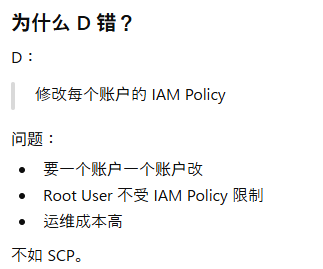 为什么 D 错？
D：
修改每个账户的 IAM Policy
问题：
要一个账户一个账户改
Root User 不受 IAM Policy 限制
运维成本高
不如 SCP。